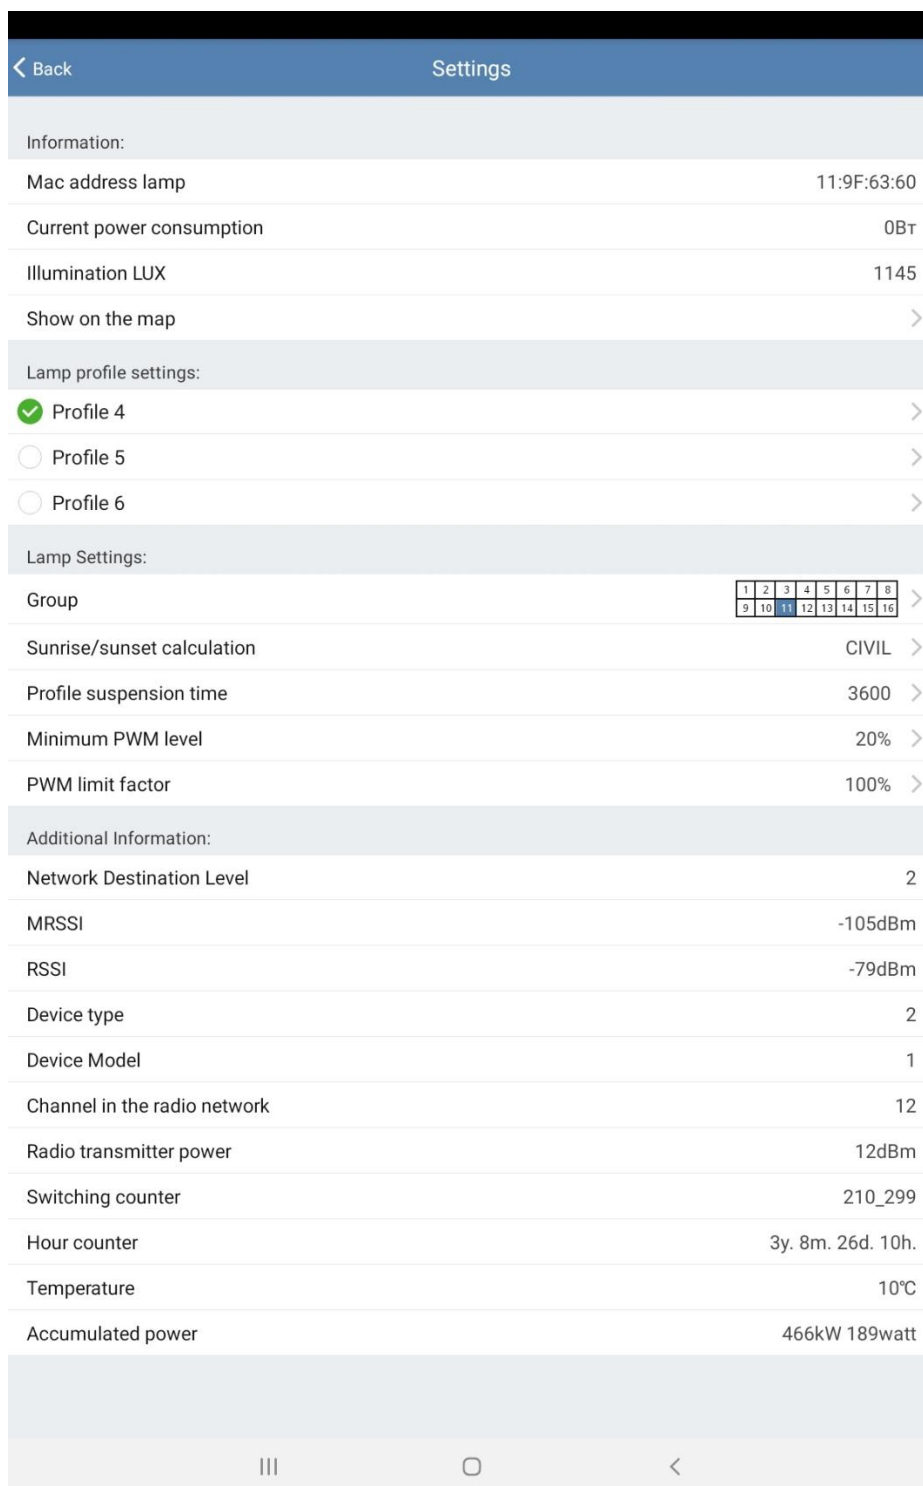 Back Settings
Information:
Mac address lamp 11:9F:63:60
Current power consumption 0Вт
Illumination LUX 1145
Show on the map
Lamp profile settings:
Profile 4
Profile 5
Profile 6
Lamp Settings:
Group 1 2 3 4 5 6 7 8
9 10 11 12 13 14 15 16
Sunrise/sunset calculation CIVIL
Profile suspension time 3600
Minimum PWM level 20%
PWM limit factor 100%
Additional Information:
Network Destination Level 2
MRSSI -105dBm
RSSI -79dBm
Device type 2
Device Model 1
Channel in the radio network 12
Radio transmitter power 12dBm
Switching counter 210_299
Hour counter 3y. 8m. 26d. 10h.
Temperature 10℃
Accumulated power 466kW 189watt